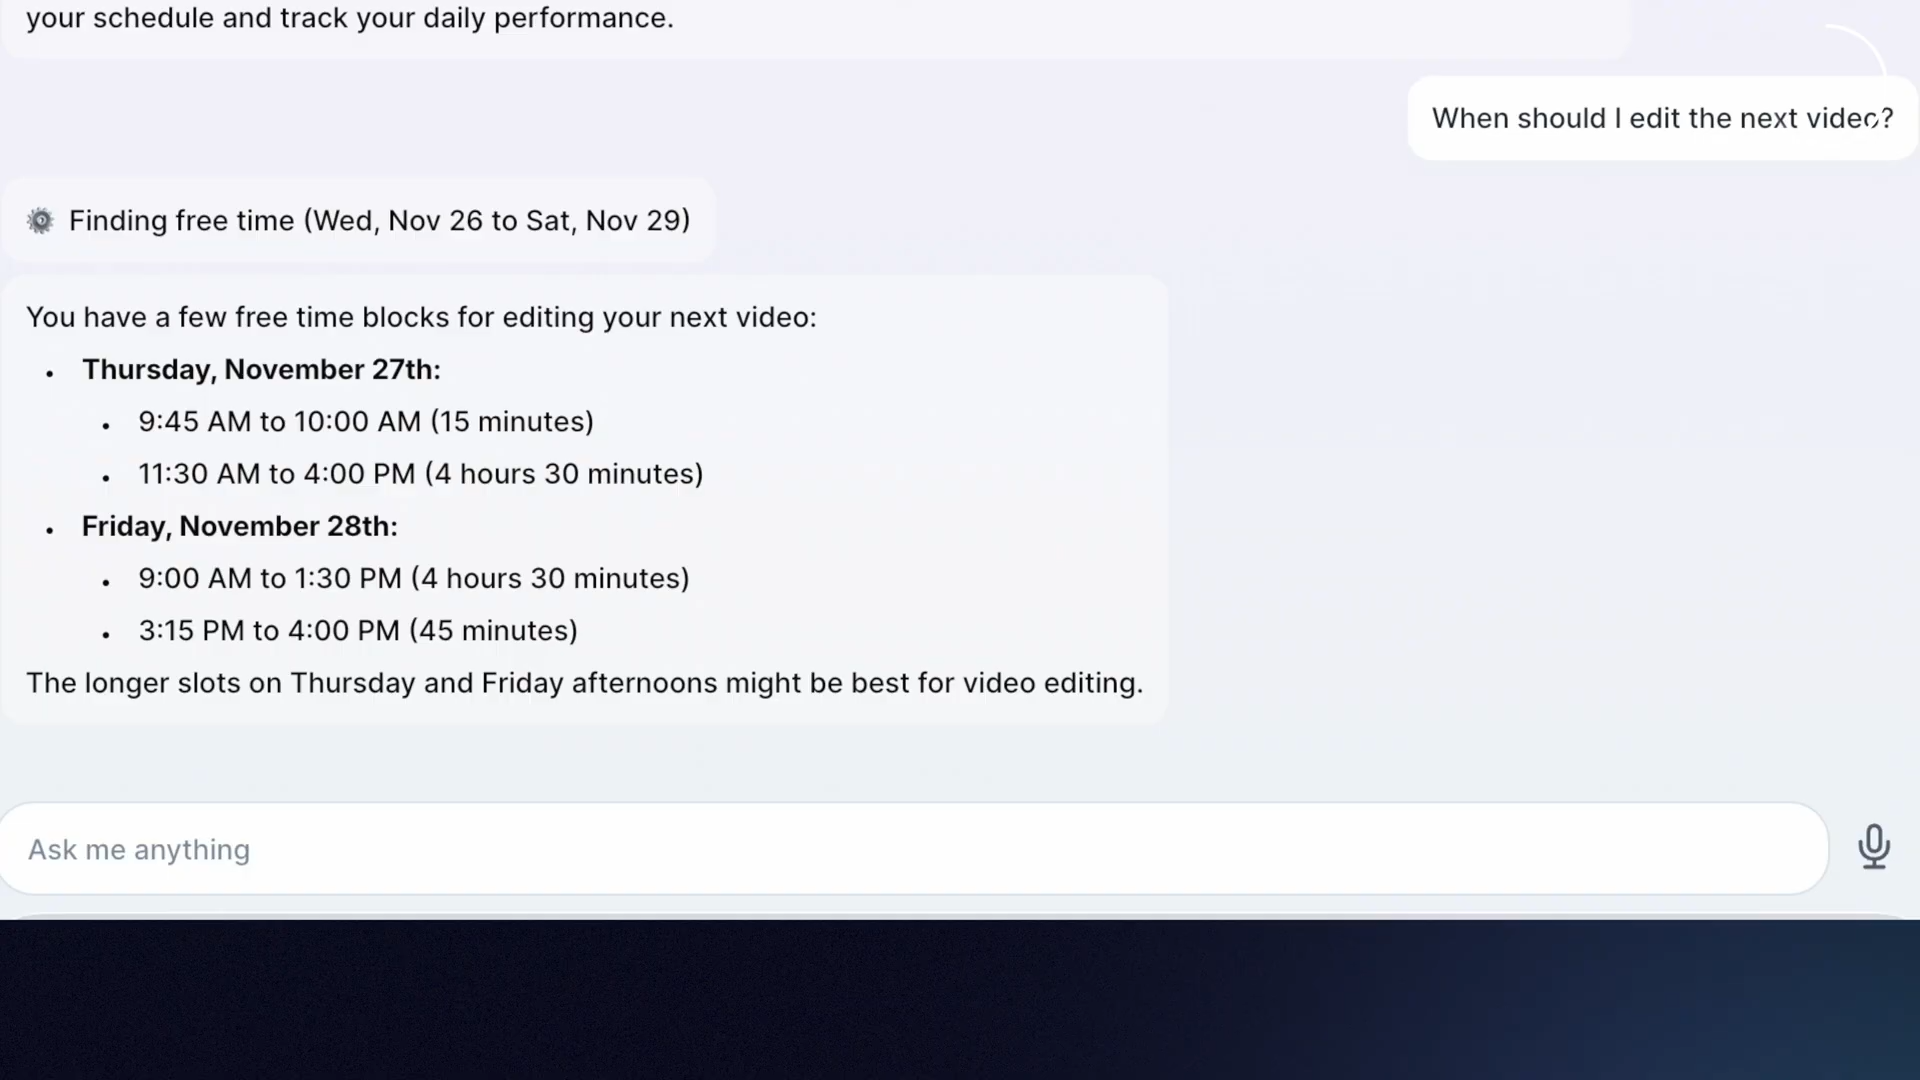 your schedule and track your daily performance.
When should I edit the next video?
Finding free time (Wed, Nov 26 to Sat, Nov 29)
You have a few free time blocks for editing your next video:
• Thursday, November 27th:
• 9:45 AM to 10:00 AM (15 minutes)
• 11:30 AM to 4:00 PM (4 hours 30 minutes)
• Friday, November 28th:
• 9:00 AM to 1:30 PM (4 hours 30 minutes)
• 3:15 PM to 4:00 PM (45 minutes)
The longer slots on Thursday and Friday afternoons might be best for video editing.
Ask me anything